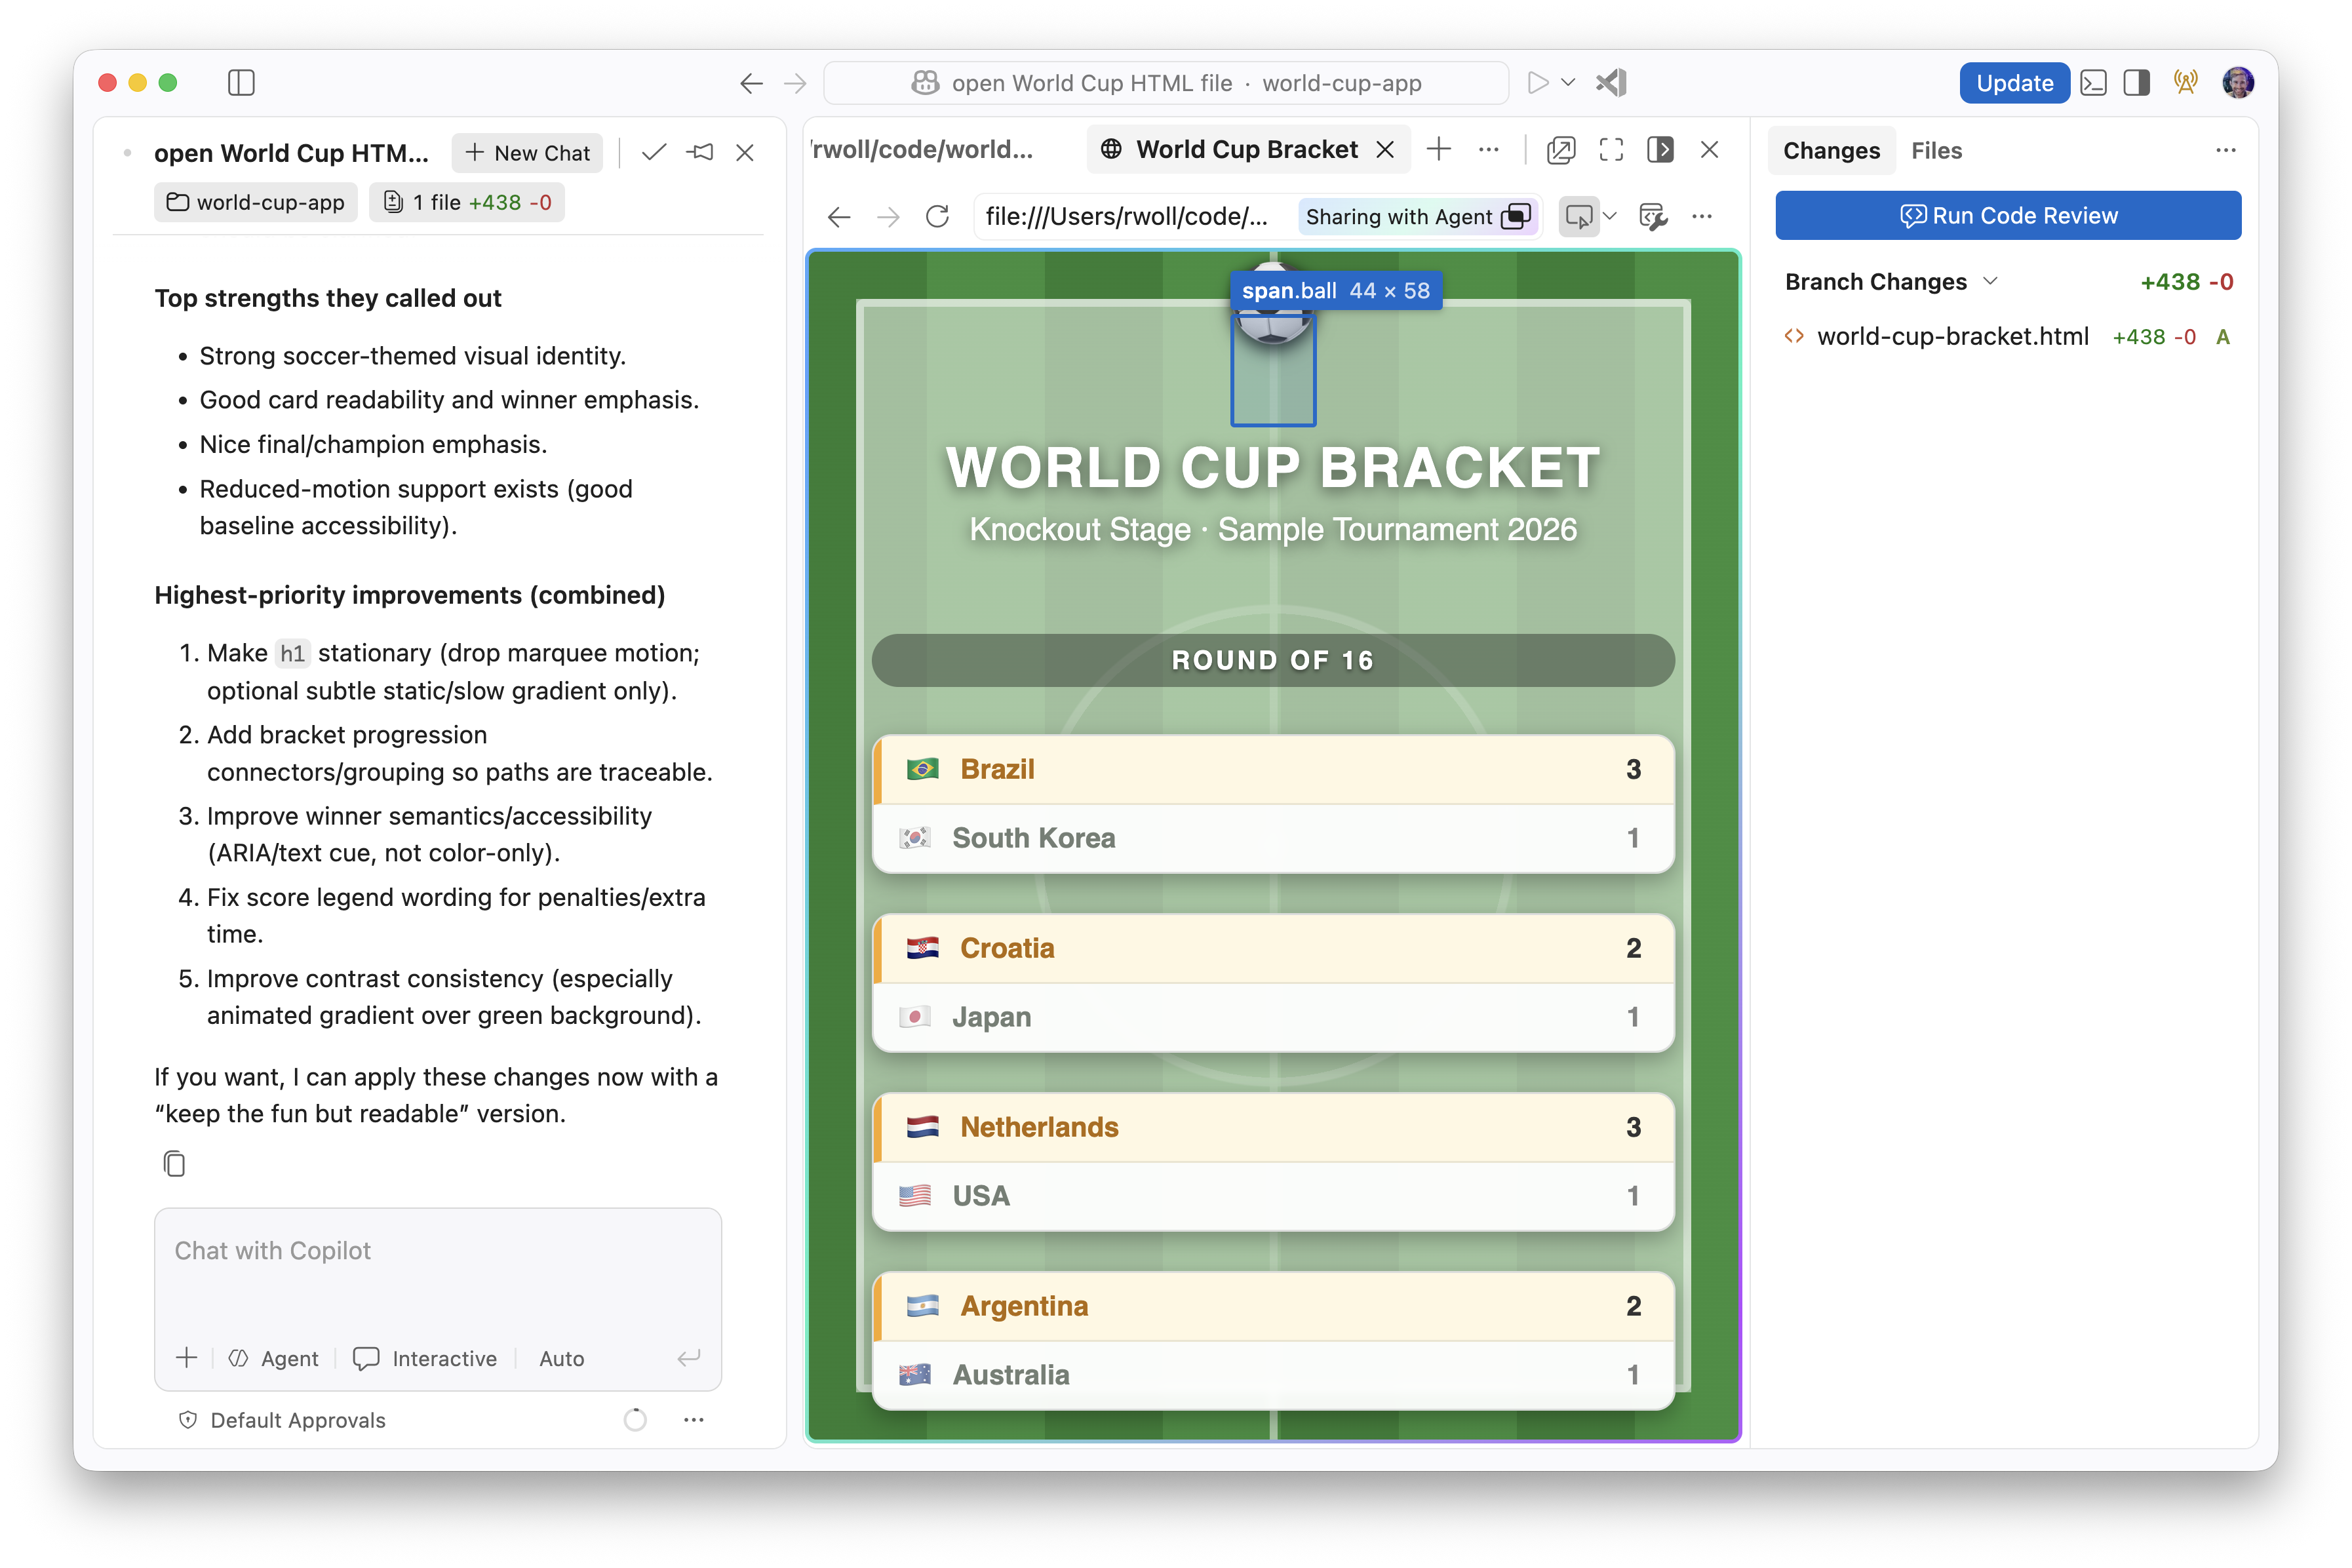 open World Cup HTML file · world-cup-app
Update
open World Cup HTM...
New Chat
world-cup-app
1 file +438 -0
Top strengths they called out
• Strong soccer-themed visual identity.
• Good card readability and winner emphasis.
• Nice final/champion emphasis.
• Reduced-motion support exists (good
baseline accessibility).
Highest-priority improvements (combined)
1. Make h1 stationary (drop marquee motion;
optional subtle static/slow gradient only).
2. Add bracket progression
connectors/grouping so paths are traceable.
3. Improve winner semantics/accessibility
(ARIA/text cue, not color-only).
4. Fix score legend wording for penalties/extra
time.
5. Improve contrast consistency (especially
animated gradient over green background).
If you want, I can apply these changes now with a
“keep the fun but readable” version.
Chat with Copilot
Agent
Interactive
Auto
Default Approvals
/rwoll/code/world...
World Cup Bracket
file:///Users/rwoll/code/...
Sharing with Agent
span.ball 44 × 58
WORLD CUP BRACKET
Knockout Stage · Sample Tournament 2026
ROUND OF 16
Brazil 3
South Korea 1
Croatia 2
Japan 1
Netherlands 3
USA 1
Argentina 2
Australia 1
Changes
Files
Run Code Review
Branch Changes +438 -0
world-cup-bracket.html +438 -0 A